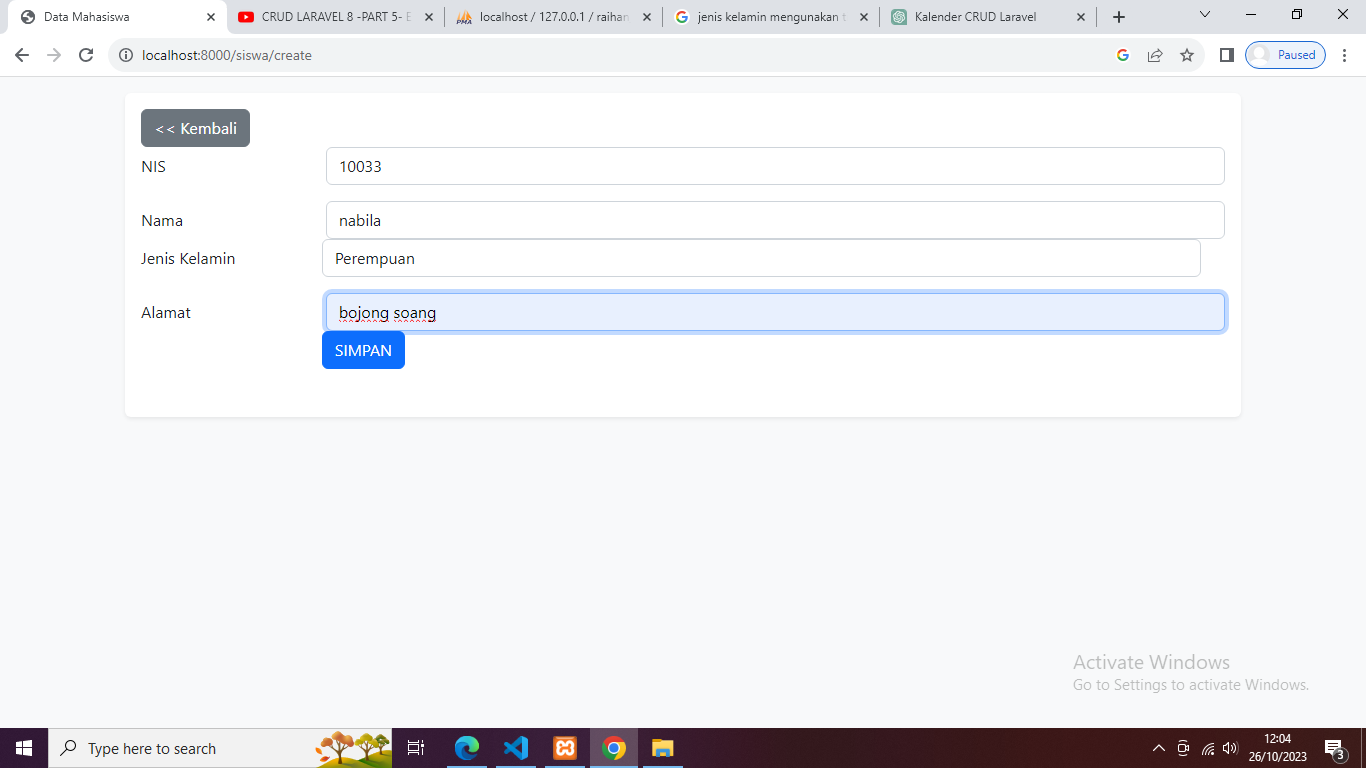 Data Mahasiswa
CRUD LARAVEL 8 -PART 5- E
localhost / 127.0.0.1 / raihan
jenis kelamin mengunakan t
Kalender CRUD Laravel
localhost:8000/siswa/create
Paused
<< Kembali
NIS 10033
Nama nabila
Jenis Kelamin Perempuan
Alamat bojong soang
SIMPAN
Activate Windows
Go to Settings to activate Windows.
Type here to search
12:04
26/10/2023
3